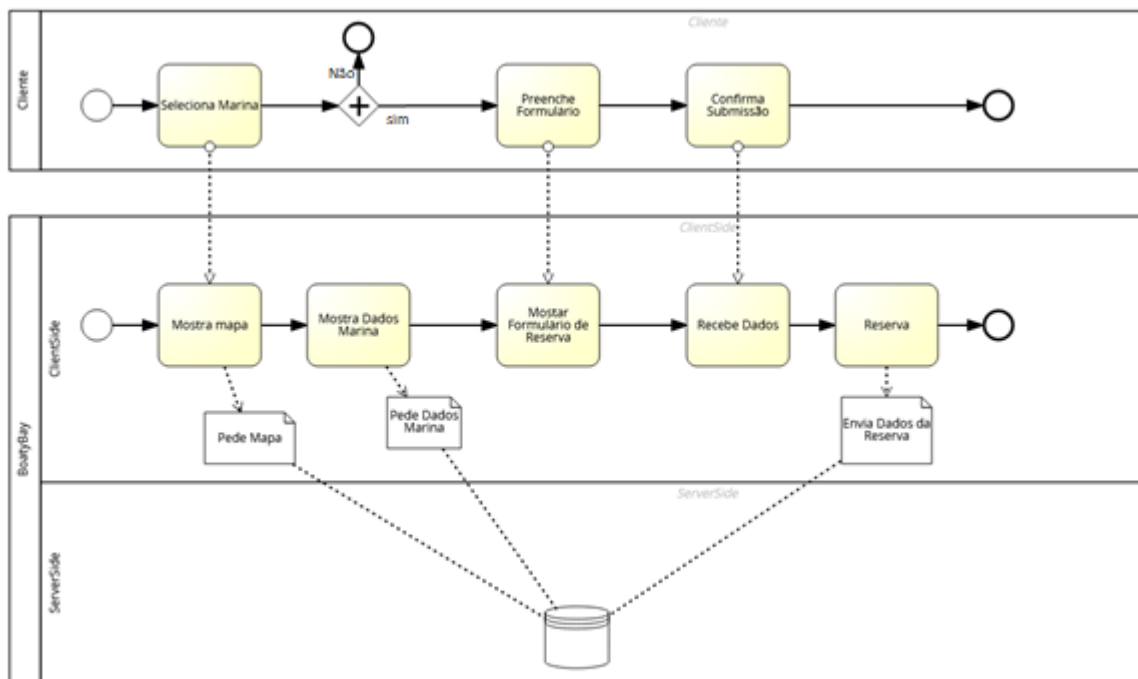 Cliente
Cliente
Seleciona Marina
Não
sim
Preenche
Formulário
Confirma
Submissão
BoatyBay
ClientSide
ClientSide
Mostra mapa
Mostra Dados
Marina
Mostar
Formulário de
Reserva
Recebe Dados
Reserva
Pede Mapa
Pede Dados
Marina
Envia Dados da
Reserva
ServerSide
ServerSide